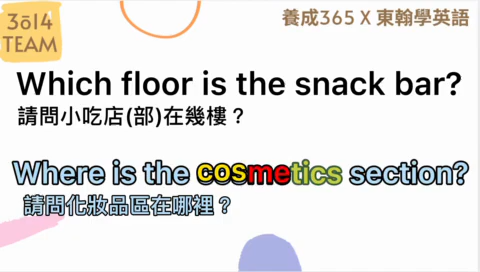 3ō14
TEAM
養成365 X 東翰學英語
Which floor is the snack bar?
請問小吃店(部)在幾樓？
Where is the cosmetics section?
請問化妝品區在哪裡？